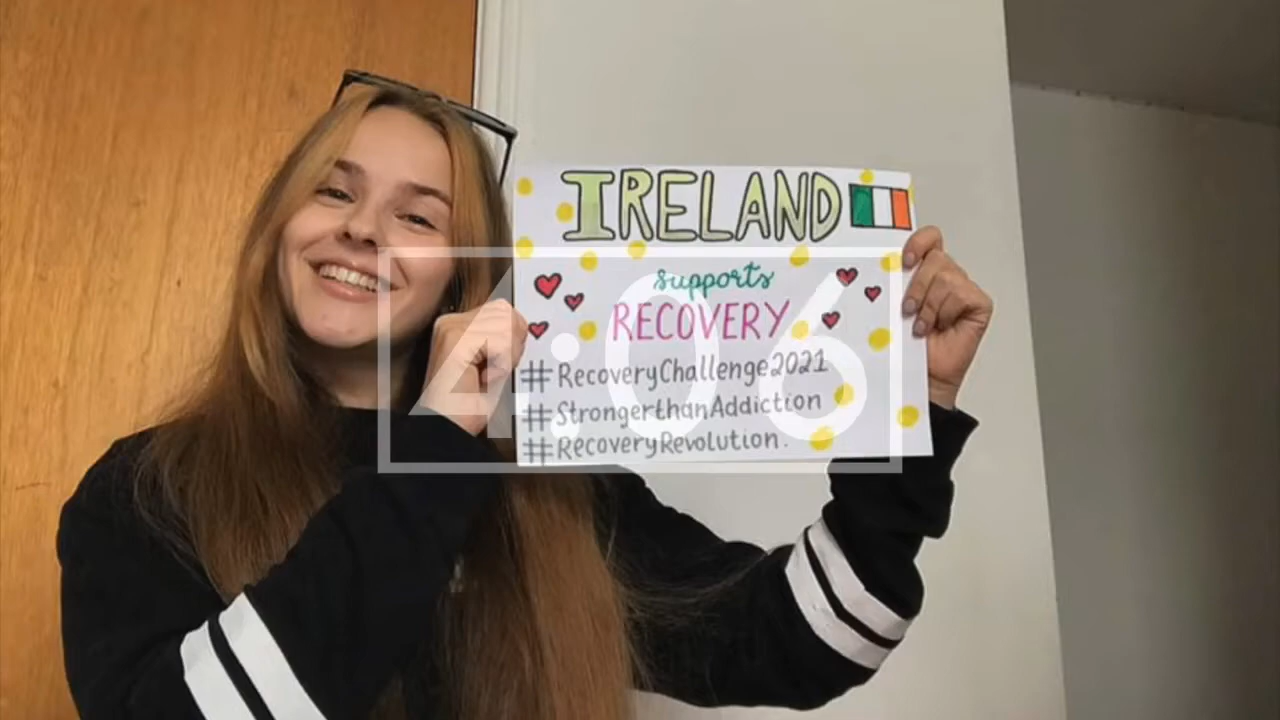 IRELAND
supports
RECOVERY
4:06
#RecoveryChallenge2021
#StrongerthanAddiction
#RecoveryRevolution.